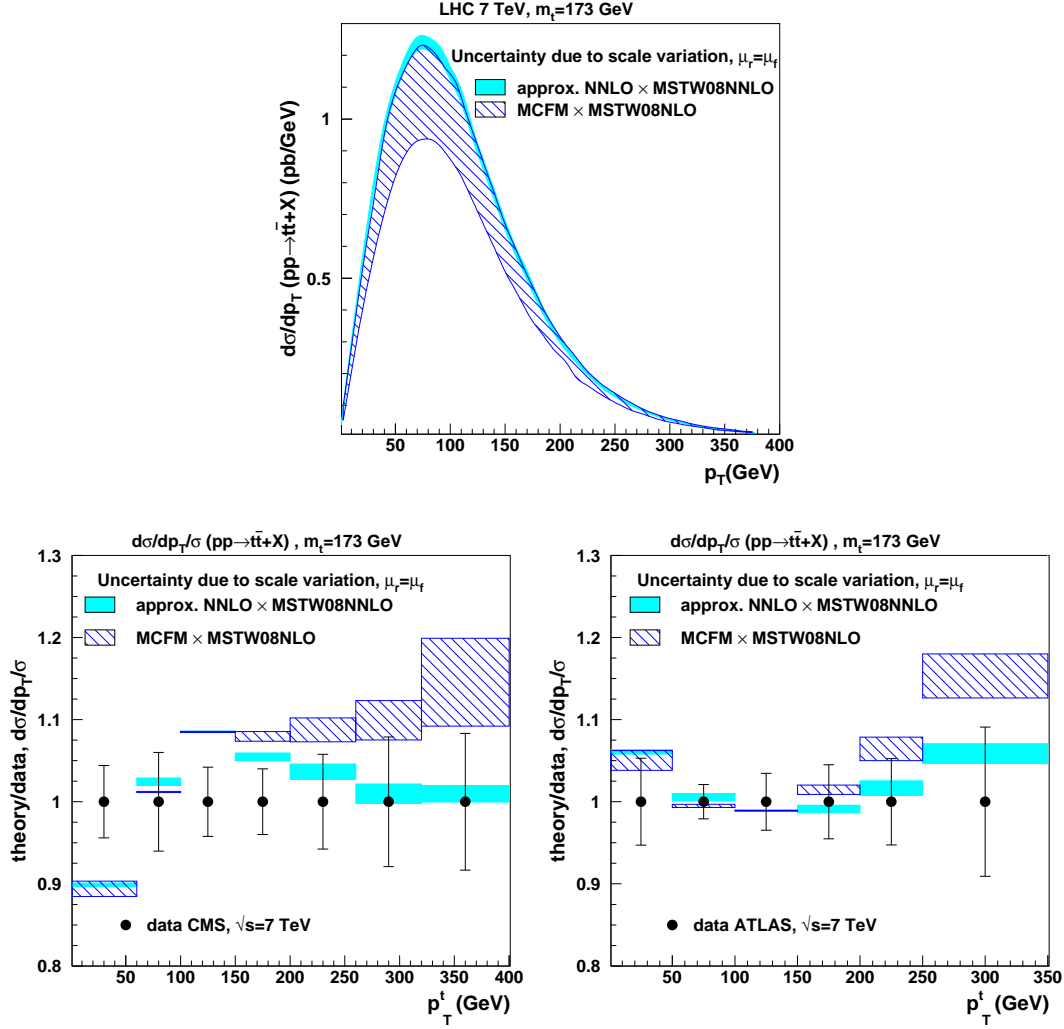 LHC 7 TeV, m_t=173 GeV
Uncertainty due to scale variation, μ_r=μ_f
approx. NNLO × MSTW08NNLO
MCFM × MSTW08NLO
dσ/dp_T (pp→tt̄+X) (pb/GeV)
1
0.5
50 100 150 200 250 300 350 400
p_T(GeV)
dσ/dp_T/σ (pp→tt̄+X) , m_t=173 GeV
Uncertainty due to scale variation, μ_r=μ_f
approx. NNLO × MSTW08NNLO
MCFM × MSTW08NLO
theory/data, dσ/dp_T/σ
1.3
1.2
1.1
1
0.9
0.8
data CMS, √s=7 TeV
50 100 150 200 250 300 350 400
p_T^t (GeV)
dσ/dp_T/σ (pp→tt̄+X) , m_t=173 GeV
Uncertainty due to scale variation, μ_r=μ_f
approx. NNLO × MSTW08NNLO
MCFM × MSTW08NLO
theory/data, dσ/dp_T/σ
1.3
1.2
1.1
1
0.9
0.8
data ATLAS, √s=7 TeV
50 100 150 200 250 300 350
p_T^t (GeV)